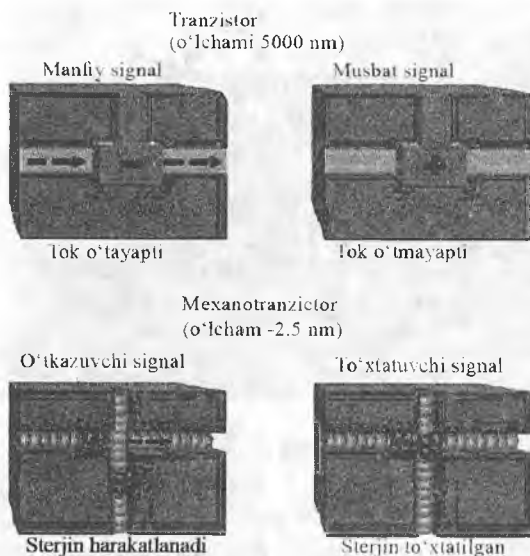 Tranzistor
(o‘lchami 5000 nm)
Manfiy signal
Musbat signal
Tok o‘tayapti
Tok o‘tmayapti
Mexanotranzictor
(o‘lcham -2.5 nm)
O‘tkazuvchi signal
To‘xtatuvchi signal
Sterjin harakatlanadi
Sterjin to‘xtatilgan